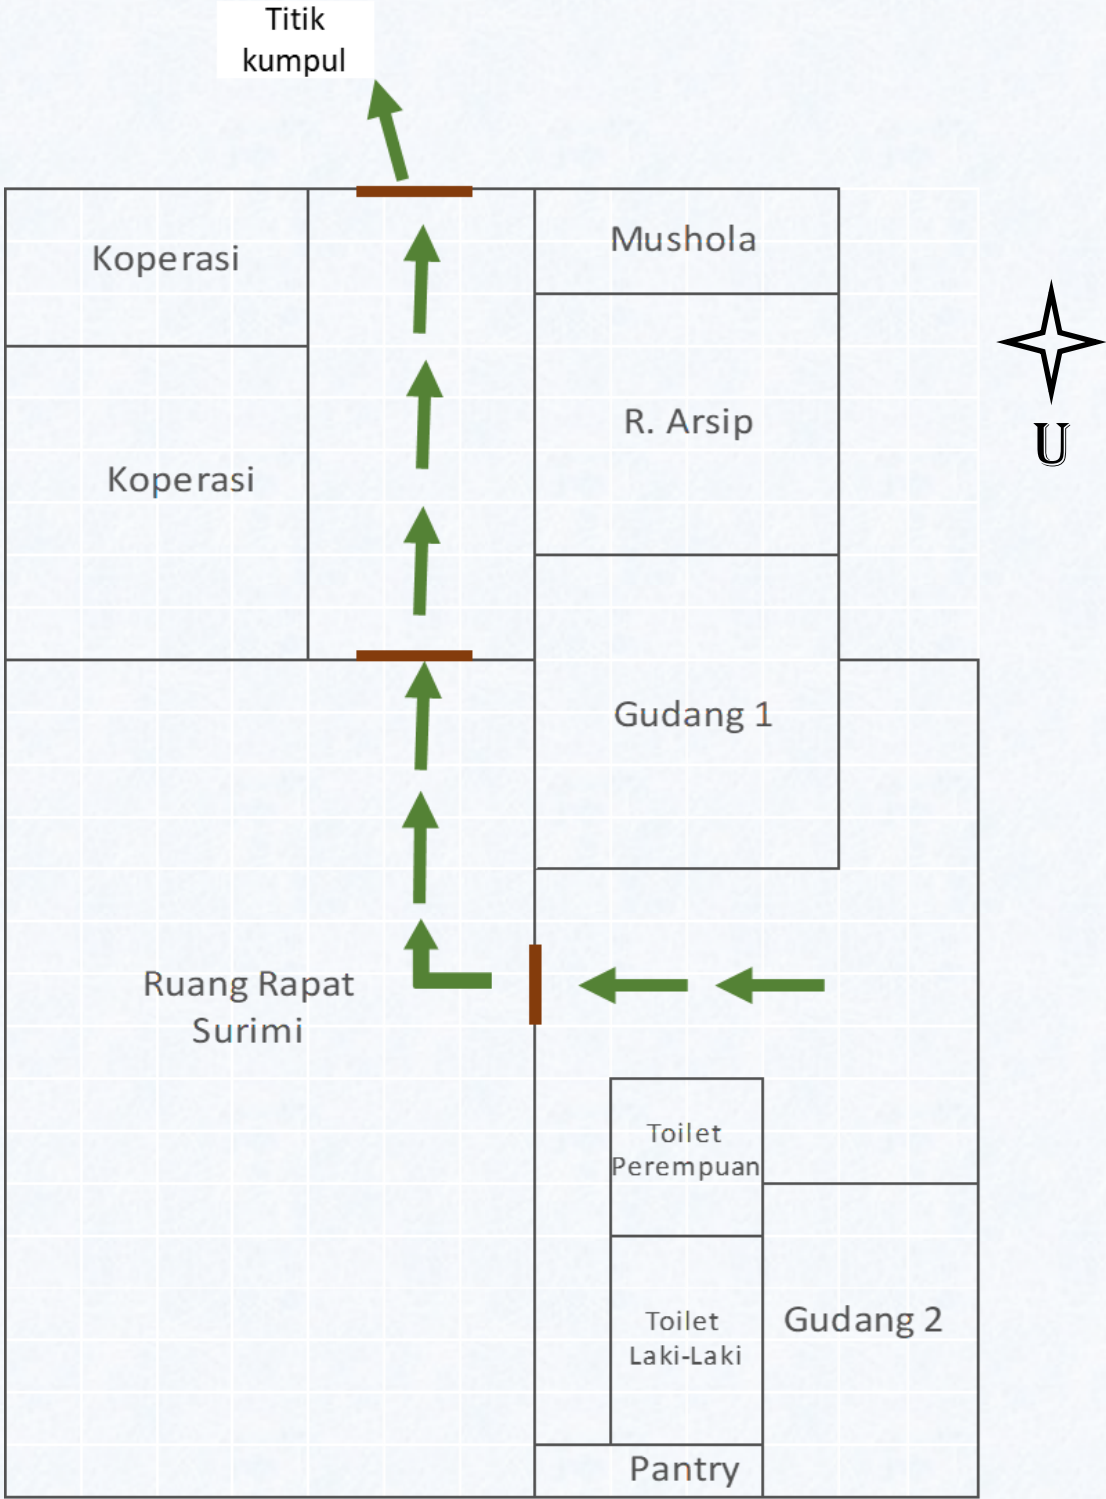 Titik
kumpul
Koperasi
Mushola
R. Arsip
U
Koperasi
Gudang 1
Ruang Rapat
Surimi
Toilet
Perempuan
Toilet
Laki-Laki
Gudang 2
Pantry